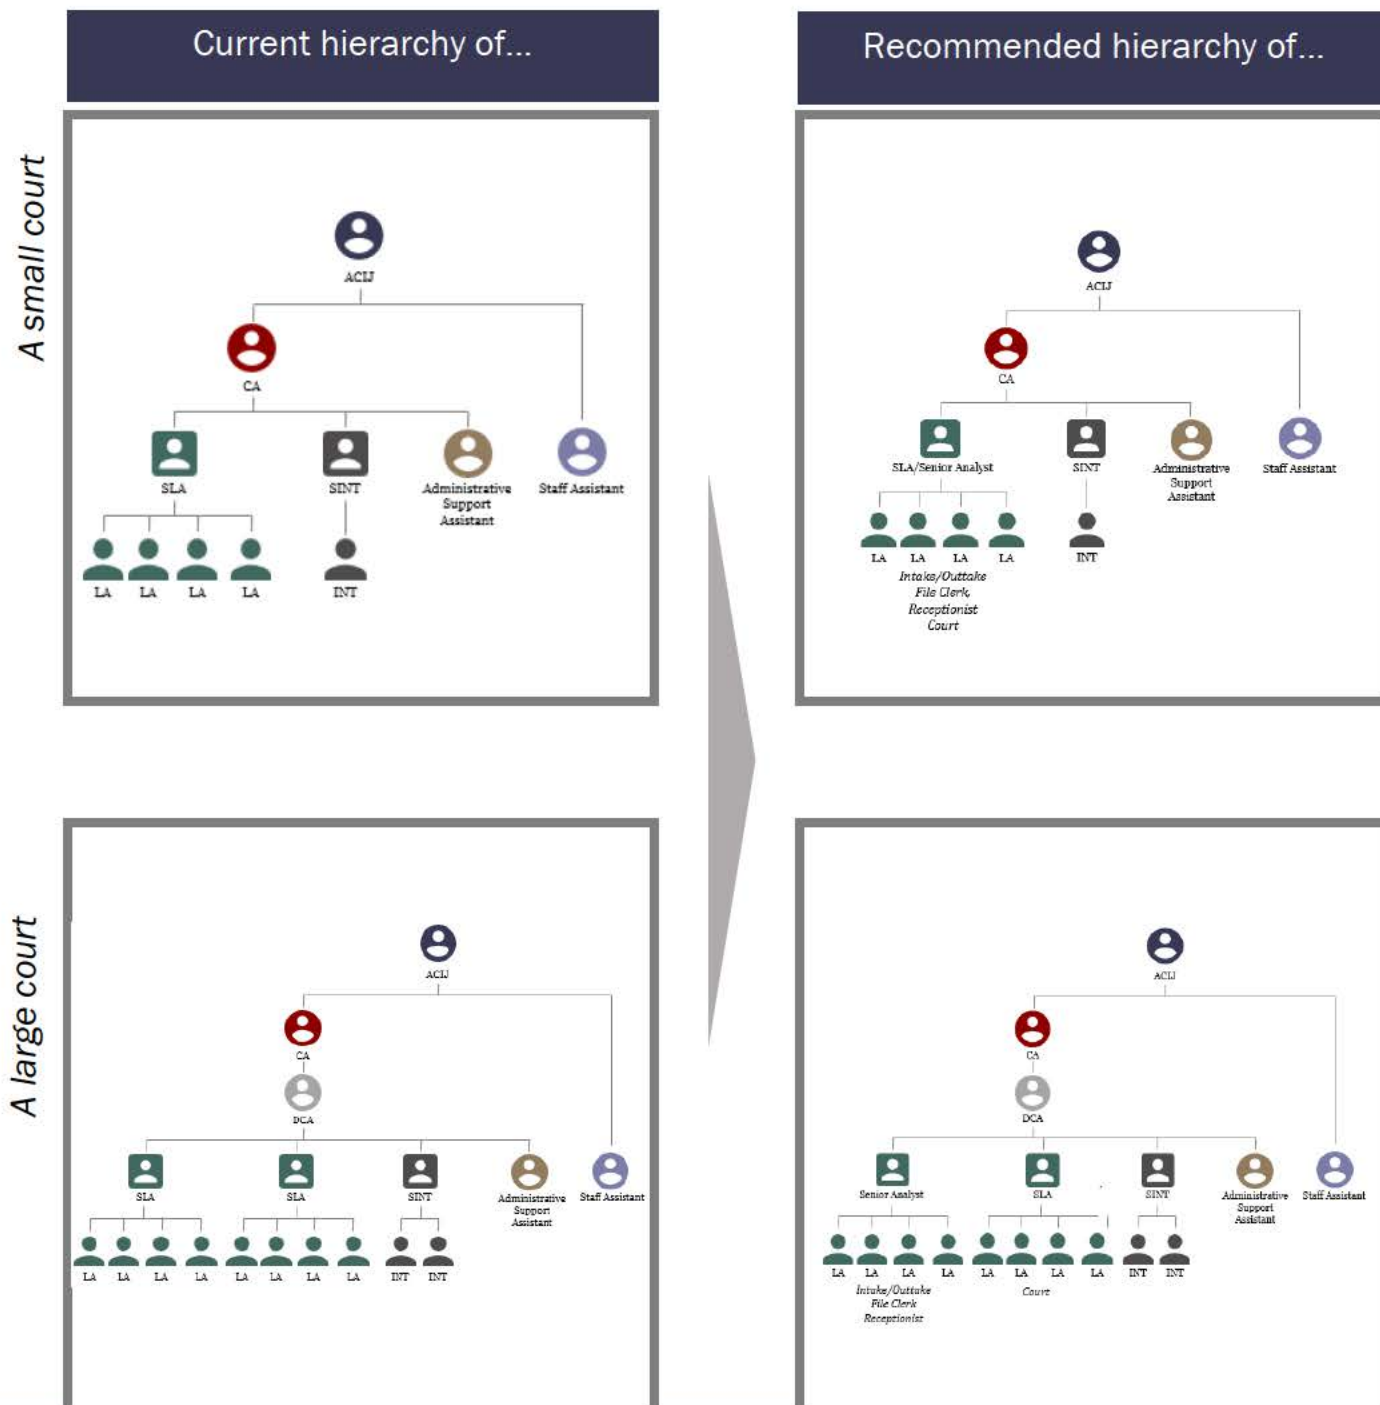 Current hierarchy of...
Recommended hierarchy of...
A small court
ACIJ
CA
SLA
SINT
Administrative
Support
Assistant
Staff Assistant
LA LA LA LA
INT
ACIJ
CA
SLA/Senior Analyst
SINT
Administrative
Support
Assistant
Staff Assistant
LA LA LA LA
INT
Intake/Outtake
File Clerk,
Receptionist
Court
A large court
ACIJ
CA
DCA
SLA
SLA
SINT
Administrative
Support
Assistant
Staff Assistant
LA LA LA LA LA LA LA LA INT INT
ACIJ
CA
DCA
Senior Analyst
SLA
SINT
Administrative
Support
Assistant
Staff Assistant
LA LA LA LA LA LA LA LA INT INT
Intake/Outtake
File Clerk
Receptionist
Court